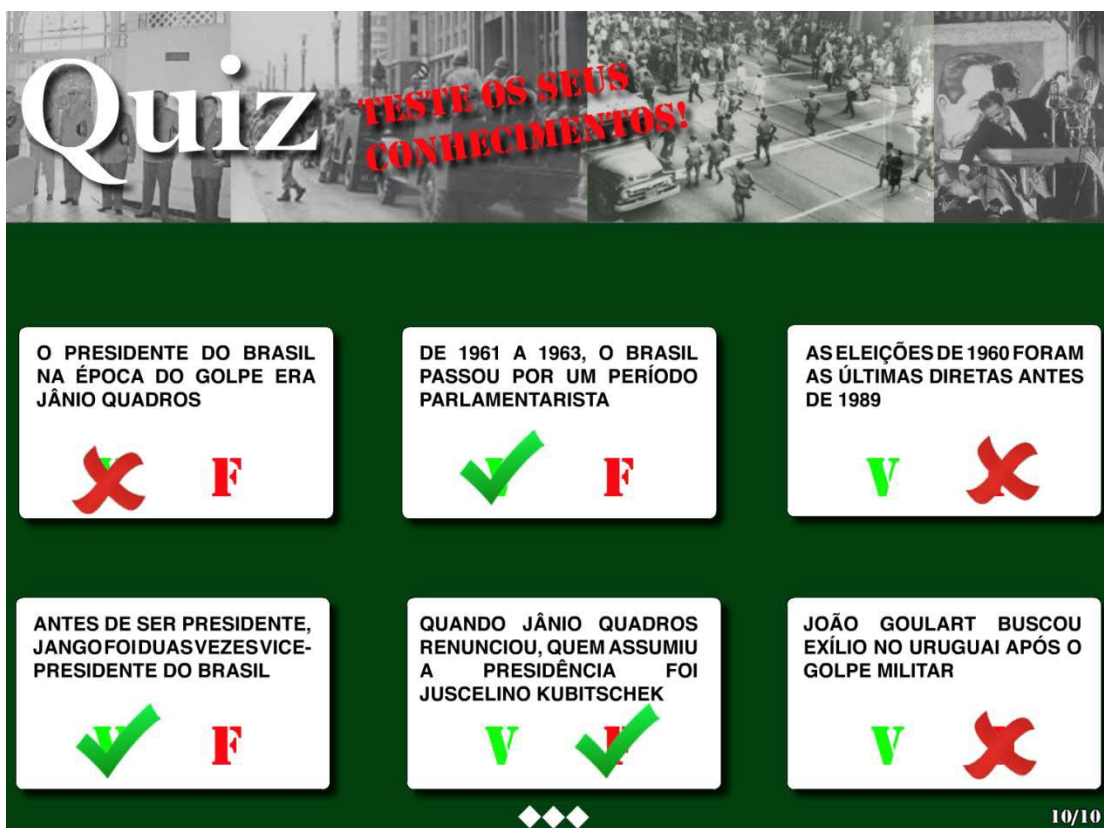 Quiz
TESTE OS SEUS
CONHECIMENTOS!
O PRESIDENTE DO BRASIL
NA ÉPOCA DO GOLPE ERA
JÂNIO QUADROS
F
DE 1961 A 1963, O BRASIL
PASSOU POR UM PERÍODO
PARLAMENTARISTA
V F
AS ELEIÇÕES DE 1960 FORAM
AS ÚLTIMAS DIRETAS ANTES
DE 1989
V
ANTES DE SER PRESIDENTE,
JANGO FOI DUAS VEZES VICE-
PRESIDENTE DO BRASIL
V F
QUANDO JÂNIO QUADROS
RENUNCIOU, QUEM ASSUMIU
A PRESIDÊNCIA FOI
JUSCELINO KUBITSCHEK
V F
JOÃO GOULART BUSCOU
EXÍLIO NO URUGUAI APÓS O
GOLPE MILITAR
V
10/10